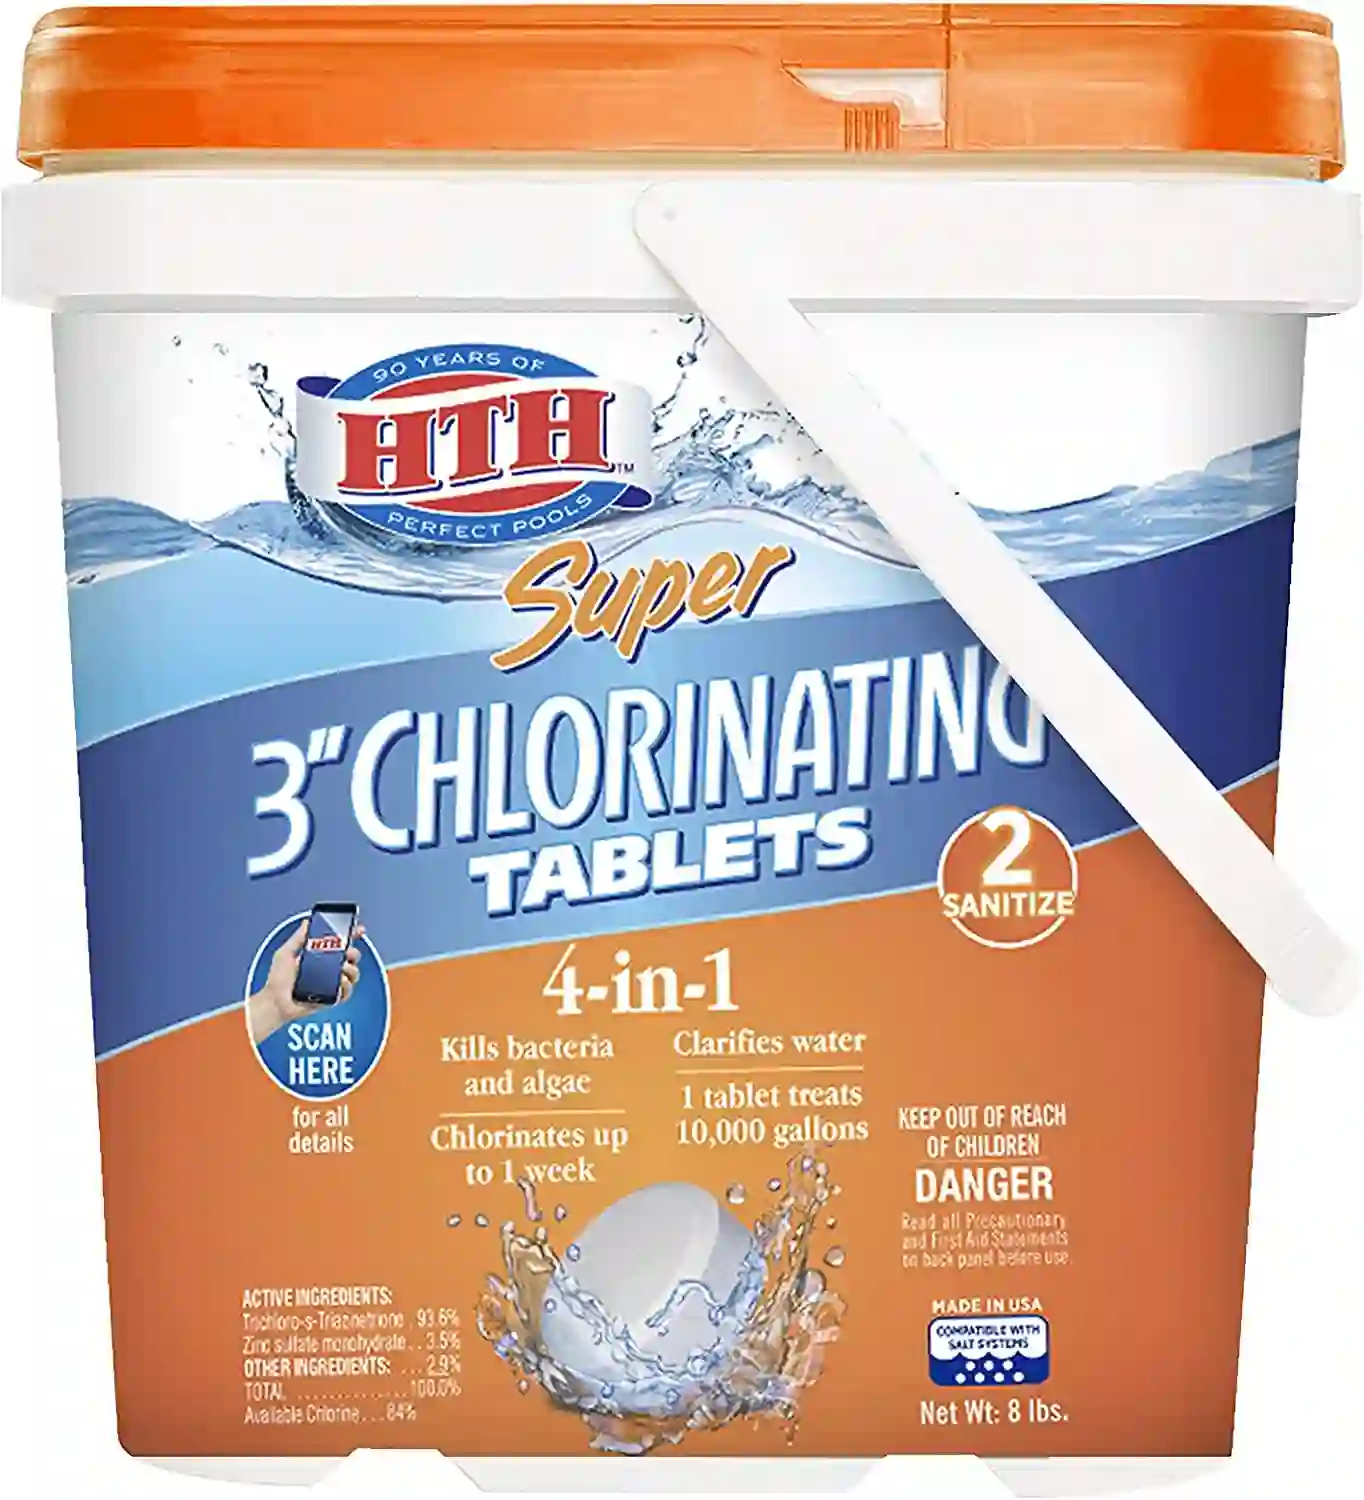 90 YEARS OF
HTH™
PERFECT POOLS
Super
3" CHLORINATING
TABLETS
2
SANITIZE
HTH
SCAN
HERE
for all
details
4-in-1
Kills bacteria
and algae
Chlorinates up
to 1 week
Clarifies water
1 tablet treats
10,000 gallons
KEEP OUT OF REACH
OF CHILDREN
DANGER
Read all Precautionary
and First Aid Statements
on back panel before use
ACTIVE INGREDIENTS:
Trichloro-s-Triazinetrione . 93.6%
Zinc sulfate monohydrate . . 3.5%
OTHER INGREDIENTS: . . . 2.9%
TOTAL . . . . . . . . . . . . . . . 100.0%
Available Chlorine . . . 84%
MADE IN USA
COMPATIBLE WITH
SALT SYSTEMS
Net Wt: 8 lbs.